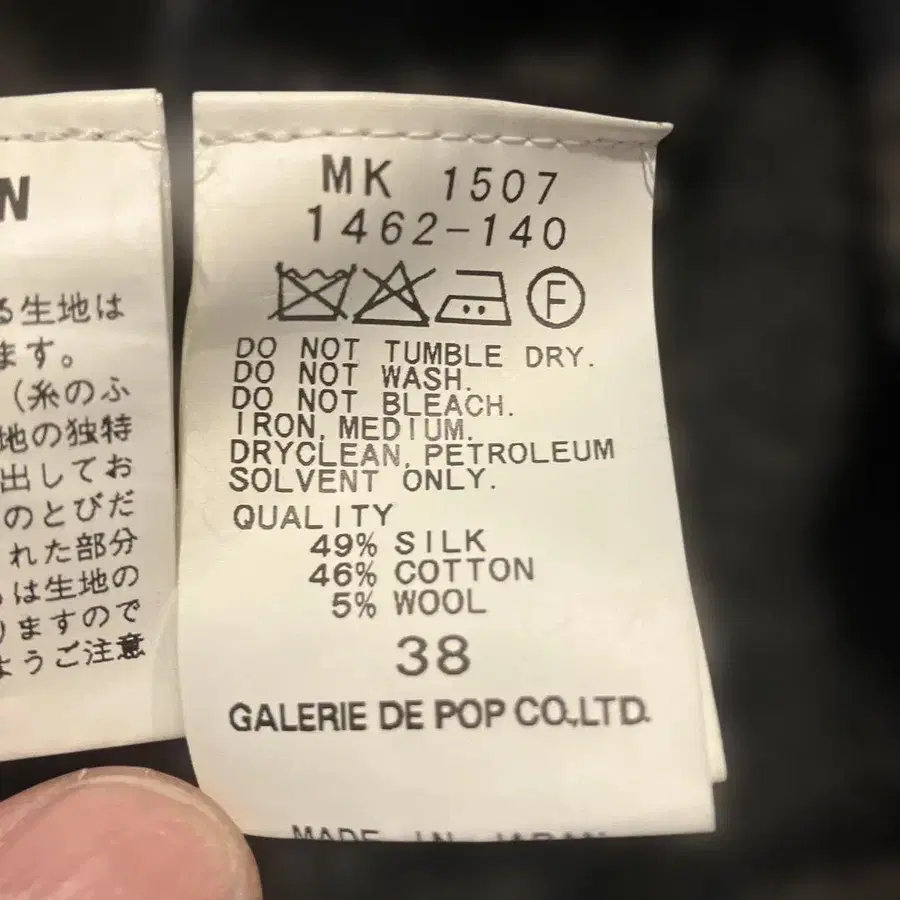 N
る生地は
ます。
(糸のふ
地の独特
出してお
のとびだ
れた部分
は生地の
りますので
ようご注意
MK 1507
1462-140
F
DO NOT TUMBLE DRY.
DO NOT WASH.
DO NOT BLEACH.
IRON, MEDIUM.
DRYCLEAN, PETROLEUM
SOLVENT ONLY.
QUALITY
49% SILK
46% COTTON
5% WOOL
38
GALERIE DE POP CO.,LTD.
MADE IN JAPAN